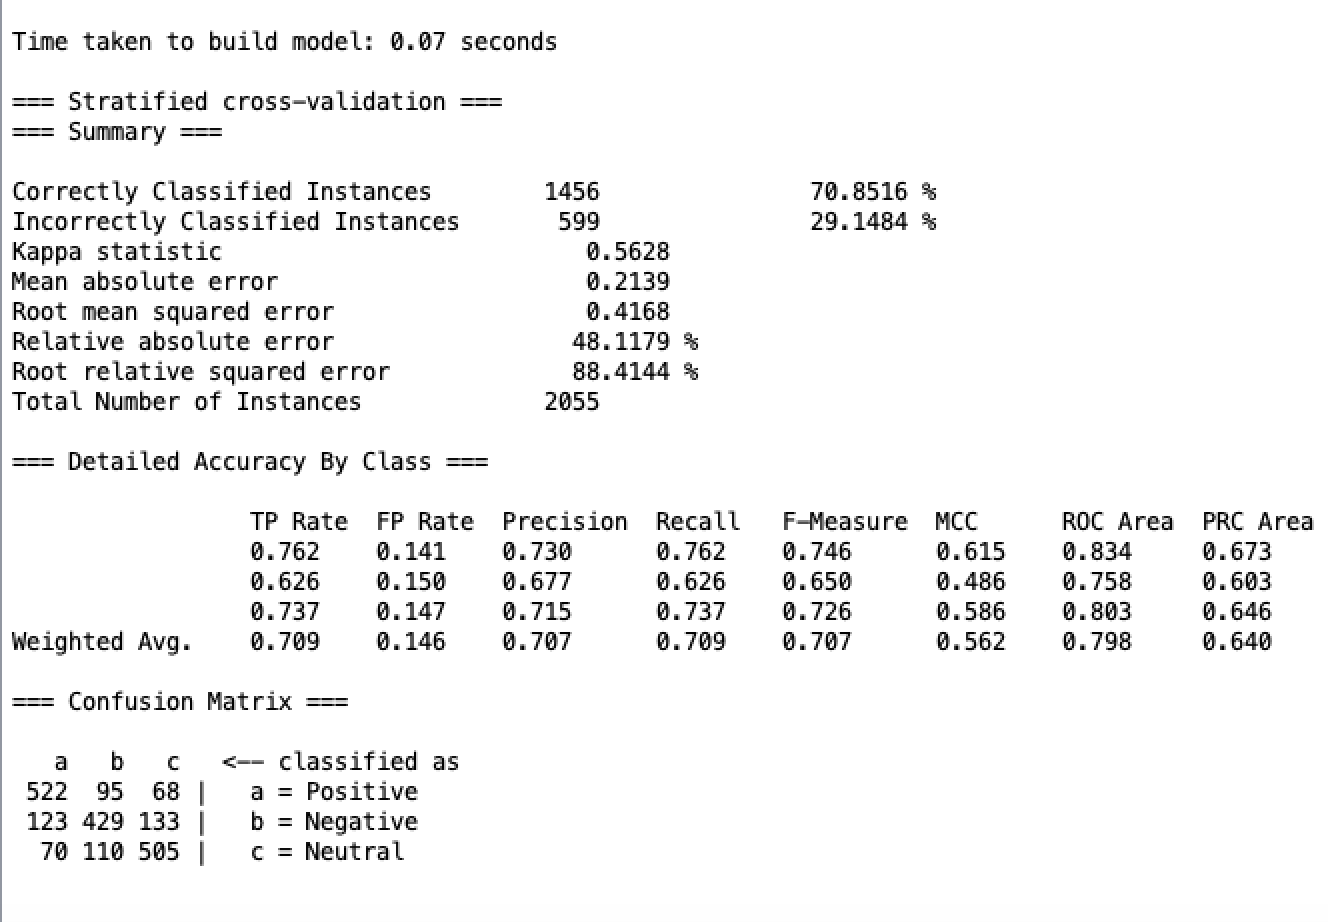 Time taken to build model: 0.07 seconds
=== Stratified cross-validation ===
=== Summary ===
Correctly Classified Instances 1456 70.8516 %
Incorrectly Classified Instances 599 29.1484 %
Kappa statistic 0.5628
Mean absolute error 0.2139
Root mean squared error 0.4168
Relative absolute error 48.1179 %
Root relative squared error 88.4144 %
Total Number of Instances 2055
=== Detailed Accuracy By Class ===
TP Rate FP Rate Precision Recall F-Measure MCC ROC Area PRC Area
0.762 0.141 0.730 0.762 0.746 0.615 0.834 0.673
0.626 0.150 0.677 0.626 0.650 0.486 0.758 0.603
0.737 0.147 0.715 0.737 0.726 0.586 0.803 0.646
Weighted Avg. 0.709 0.146 0.707 0.709 0.707 0.562 0.798 0.640
=== Confusion Matrix ===
a b c <-- classified as
522 95 68 | a = Positive
123 429 133 | b = Negative
70 110 505 | c = Neutral